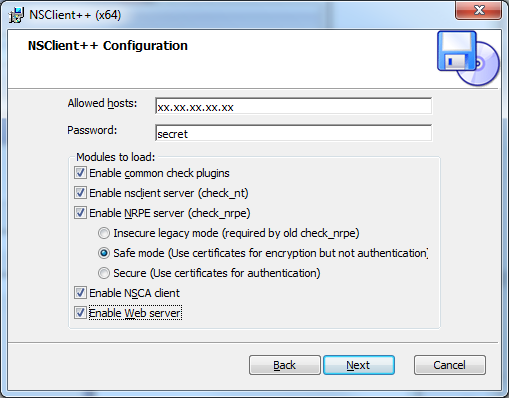 NSClient++ (x64)
NSClient++ Configuration
Allowed hosts: xx.xx.xx.xx.xx
Password: secret
Modules to load:
Enable common check plugins
Enable nsclient server (check_nt)
Enable NRPE server (check_nrpe)
Insecure legacy mode (required by old check_nrpe)
Safe mode (Use certificates for encryption but not authentication)
Secure (Use certificates for authentication)
Enable NSCA client
Enable Web server
Back Next Cancel